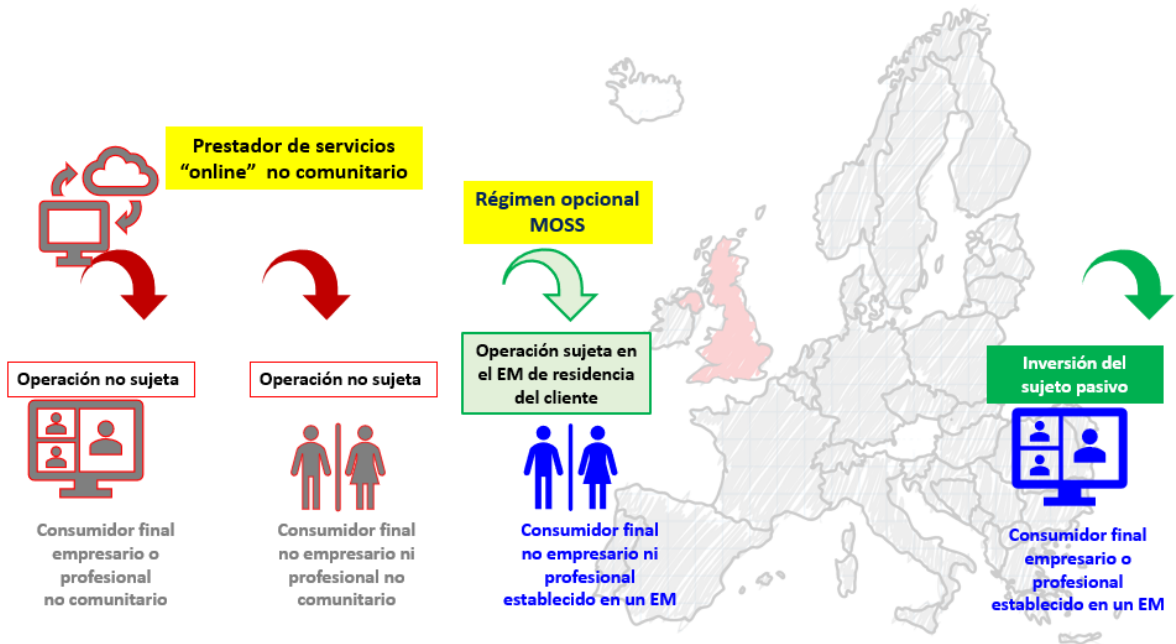 Prestador de servicios
“online” no comunitario
Régimen opcional
MOSS
Operación no sujeta
Operación no sujeta
Operación sujeta en
el EM de residencia
del cliente
Inversión del
sujeto pasivo
Consumidor final
empresario o
profesional
no comunitario
Consumidor final
no empresario ni
profesional no
comunitario
Consumidor final
no empresario ni
profesional
establecido en un EM
Consumidor final
empresario o
profesional
establecido en un EM